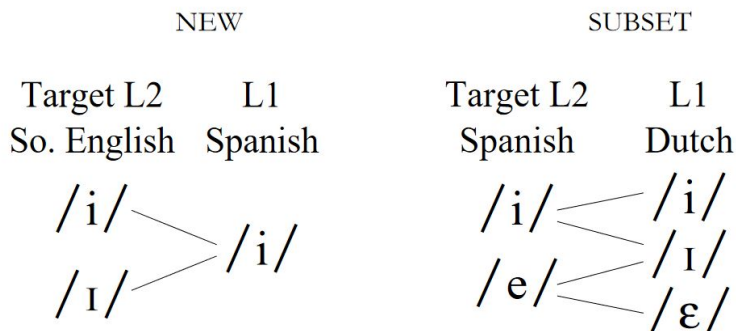 NEW
Target L2 L1
So. English Spanish
/i/
/i/
/ɪ/
SUBSET
Target L2 L1
Spanish Dutch
/i/ /i/
/ɪ/
/e/
/ɛ/